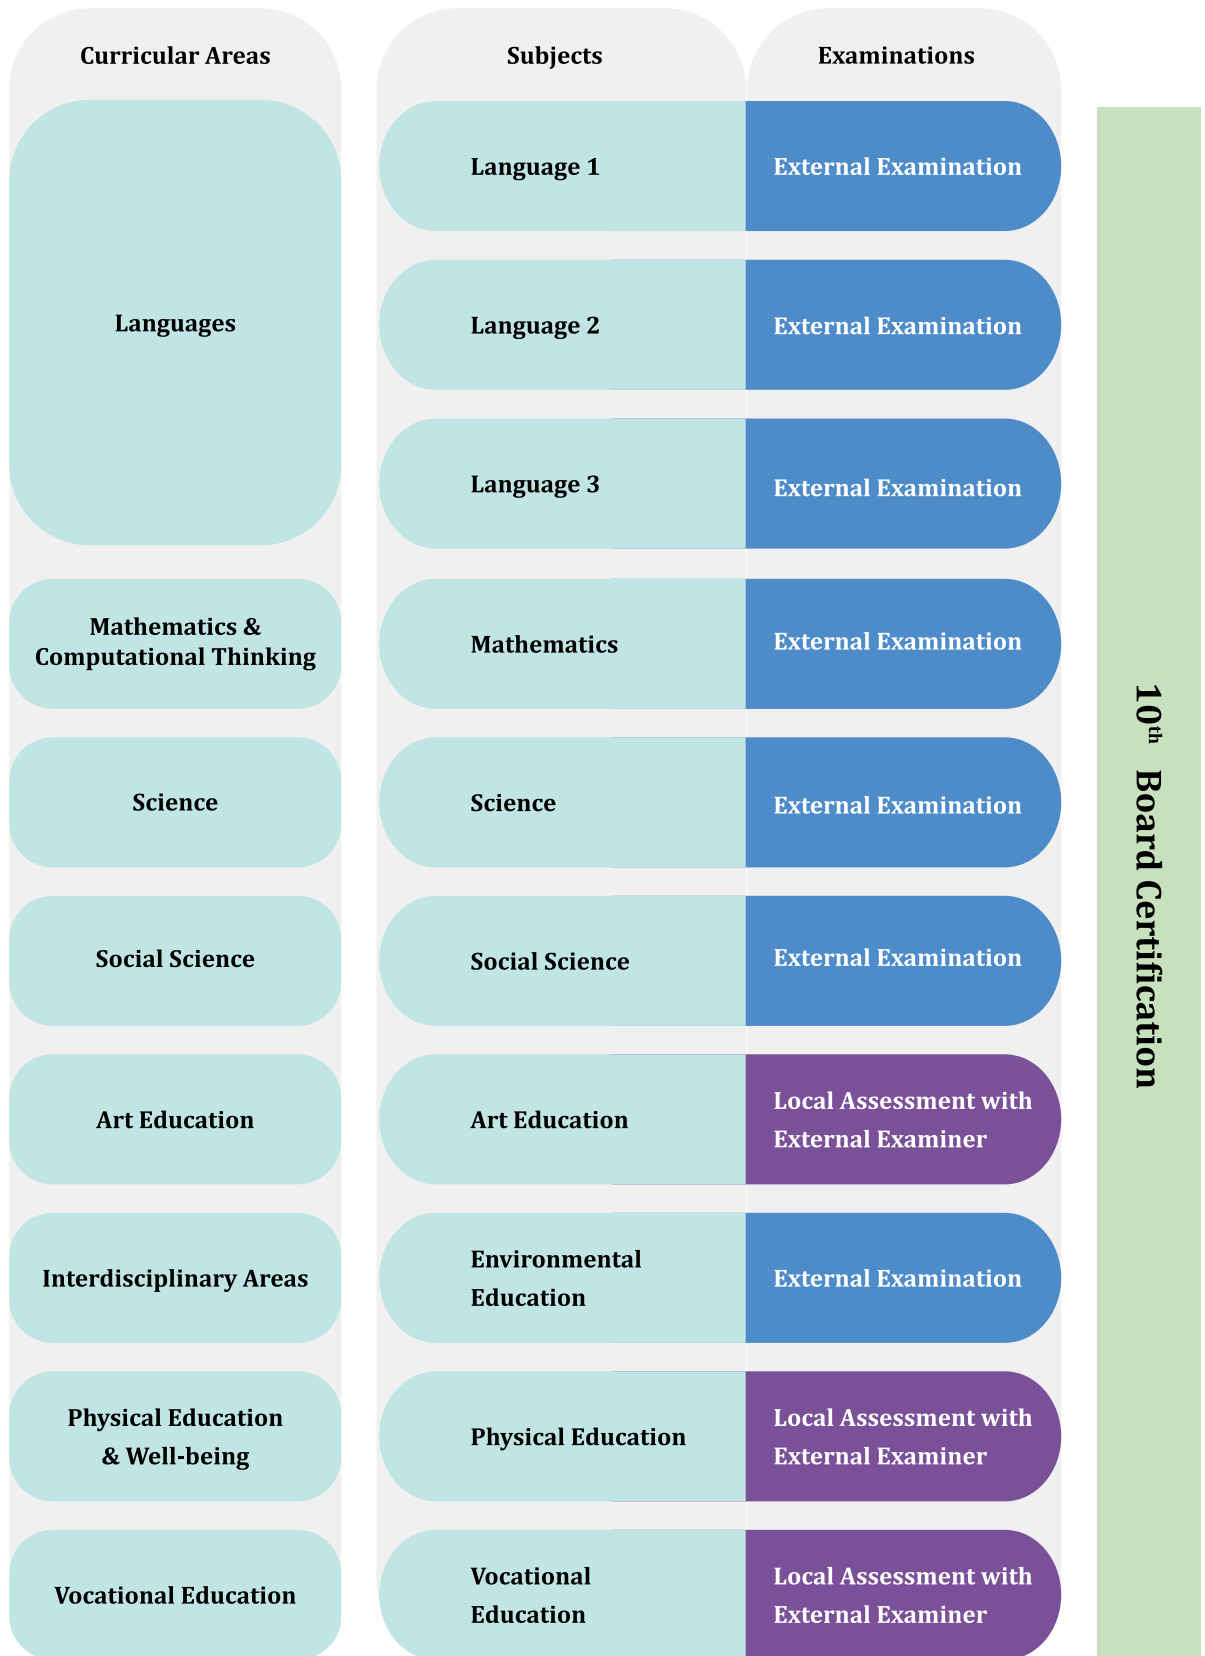 Curricular Areas
Subjects
Examinations
Languages
Language 1
External Examination
Language 2
External Examination
Language 3
External Examination
Mathematics &
Computational Thinking
Mathematics
External Examination
Science
Science
External Examination
Social Science
Social Science
External Examination
Art Education
Art Education
Local Assessment with
External Examiner
Interdisciplinary Areas
Environmental
Education
External Examination
Physical Education
& Well-being
Physical Education
Local Assessment with
External Examiner
Vocational Education
Vocational
Education
Local Assessment with
External Examiner
10th Board Certification